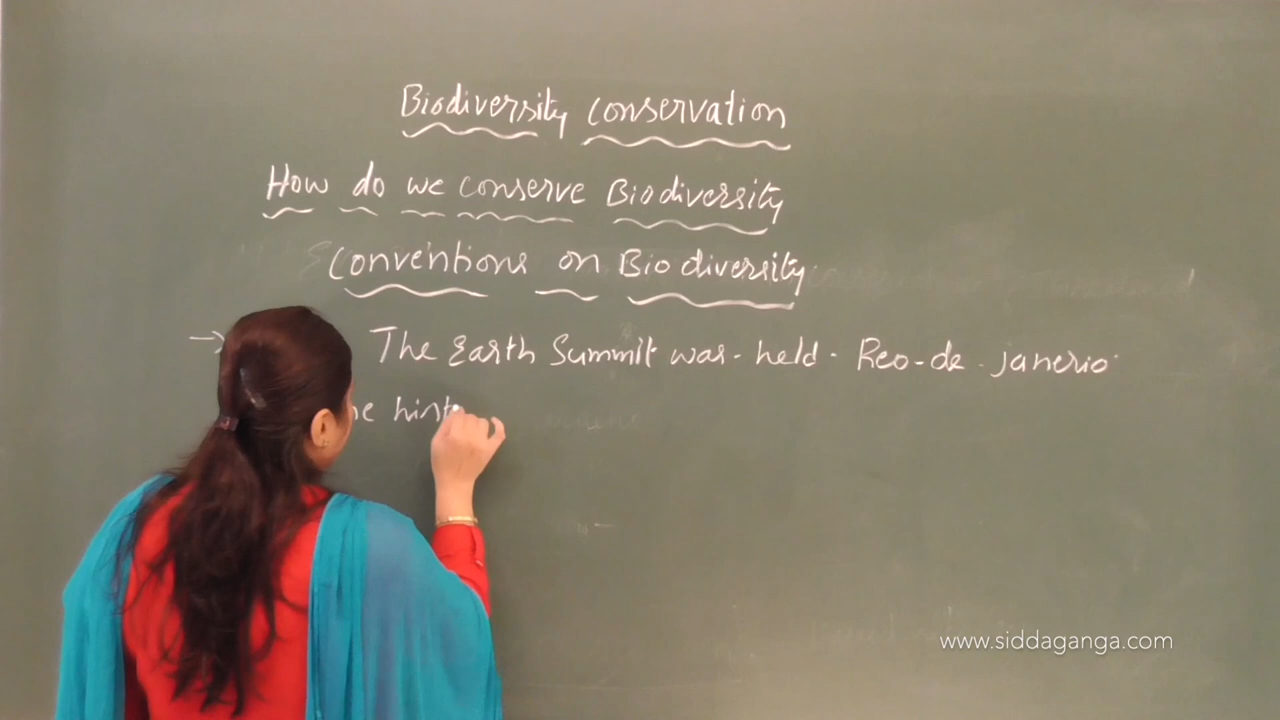 Biodiversity conservation
How do we conserve Biodiversity
Conventions on Biodiversity
→ The Earth Summit was held. Reo-de-janerio
www.siddaganga.com